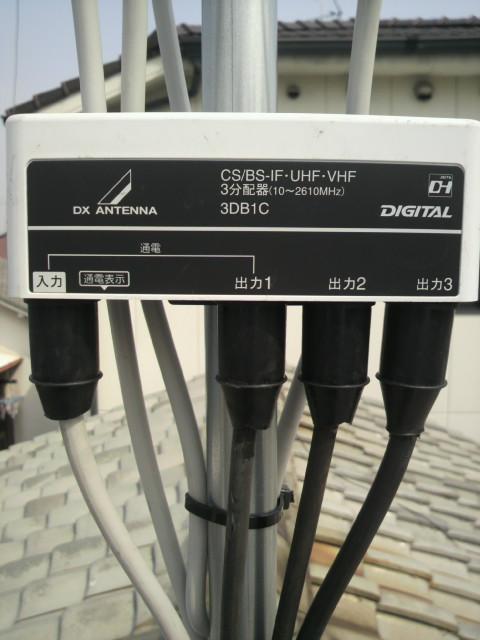 CS/BS-IF・UHF・VHF
3分配器(10〜2610MHz)
3DB1C
DX ANTENNA
DH
DIGITAL
通電
入力
通電表示
出力1
出力2
出力3